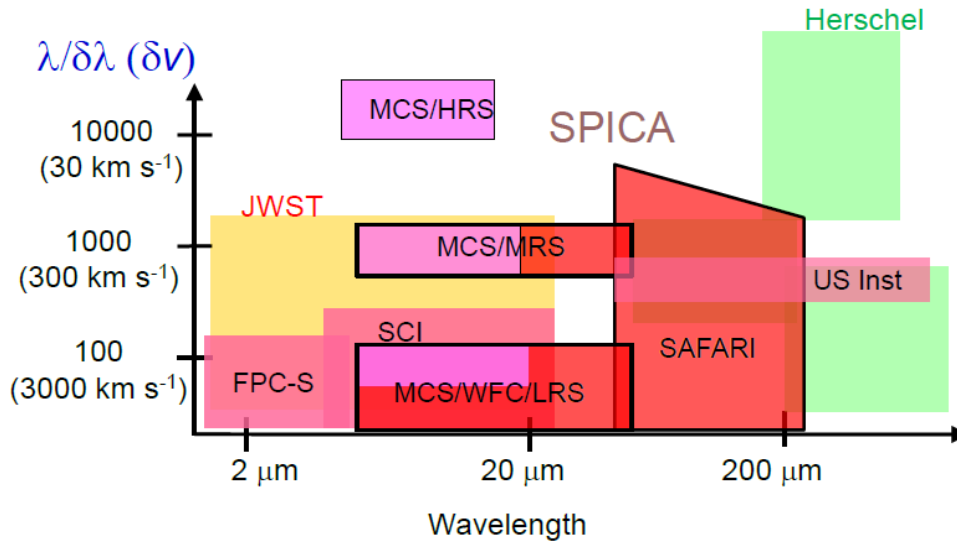 Herschel
λ/δλ (δv)
MCS/HRS
SPICA
10000
(30 km s⁻¹)
JWST
1000
(300 km s⁻¹)
MCS/MRS
US Inst
SCI
100
(3000 km s⁻¹)
SAFARI
FPC-S
MCS/WFC/LRS
2 μm
20 μm
200 μm
Wavelength